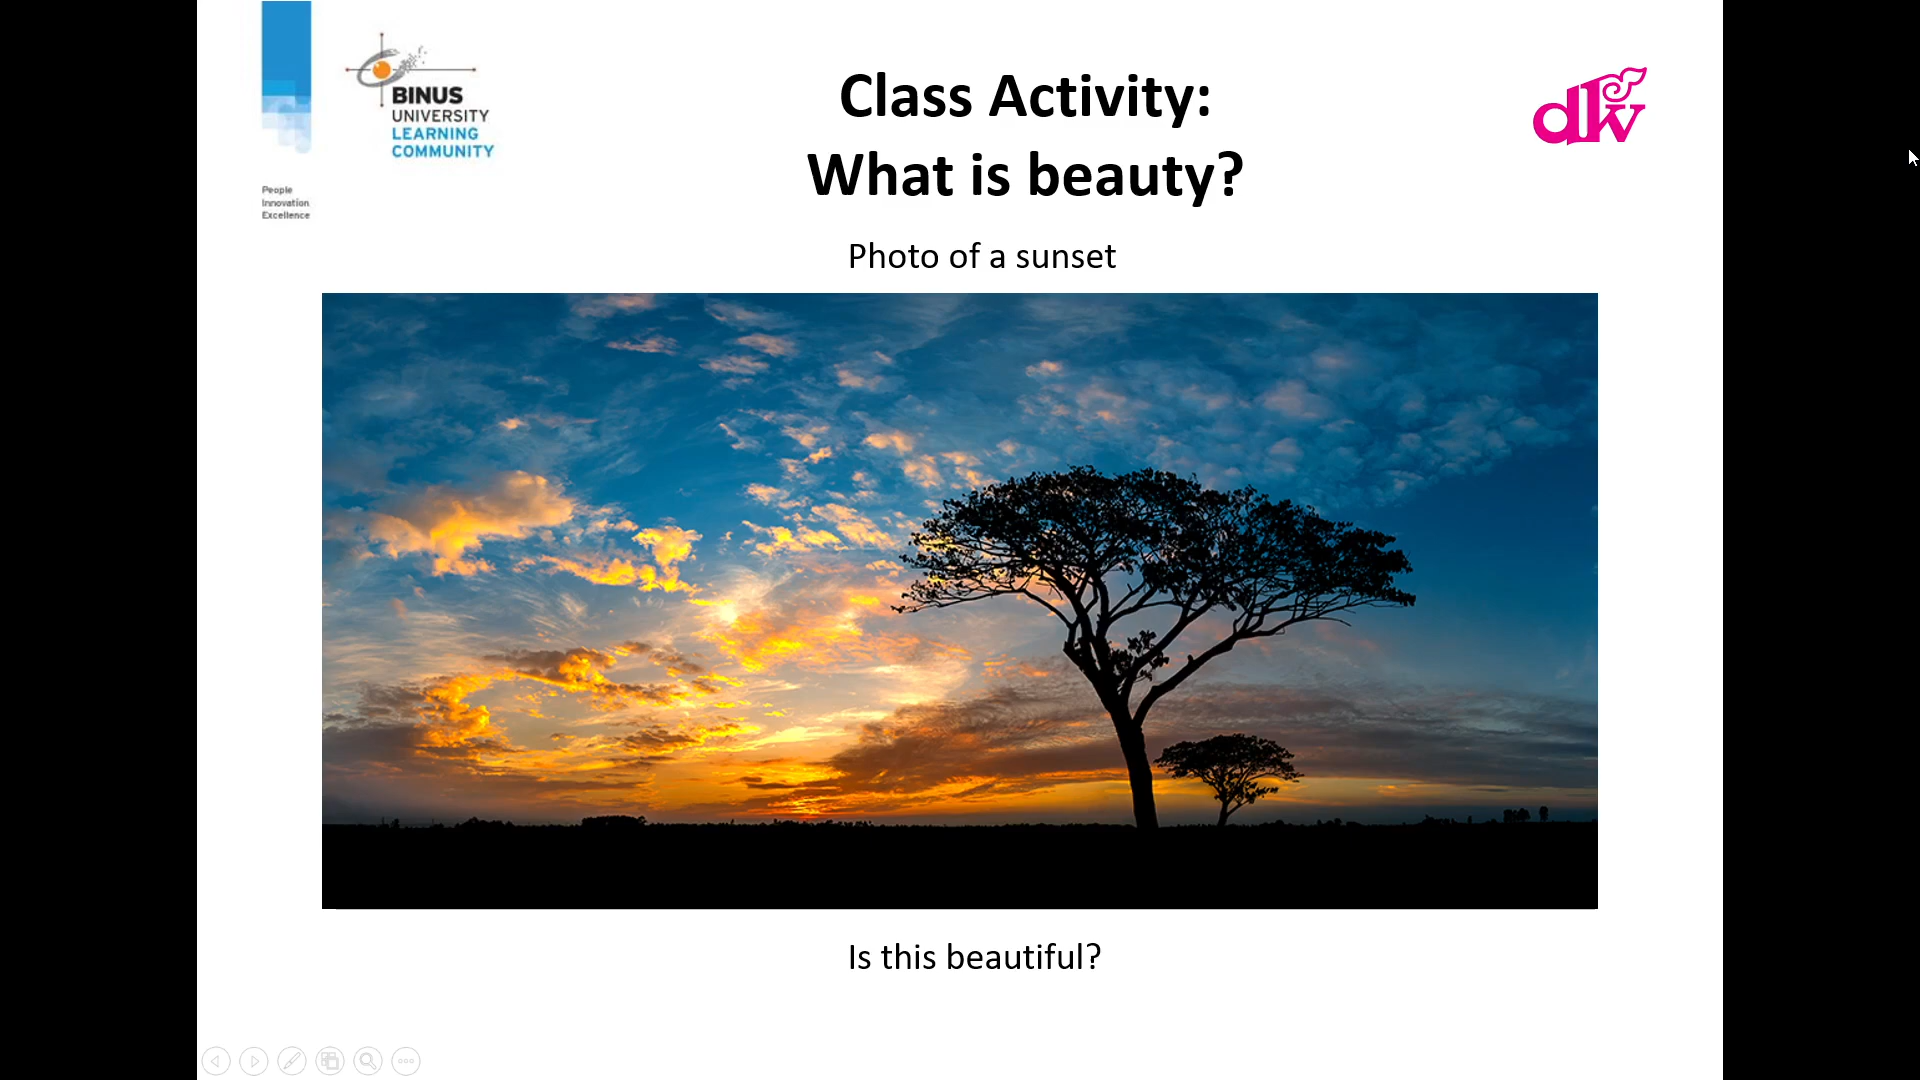 BINUS
UNIVERSITY
LEARNING
COMMUNITY
People
Innovation
Excellence
Class Activity:
What is beauty?
dkv
Photo of a sunset
Is this beautiful?